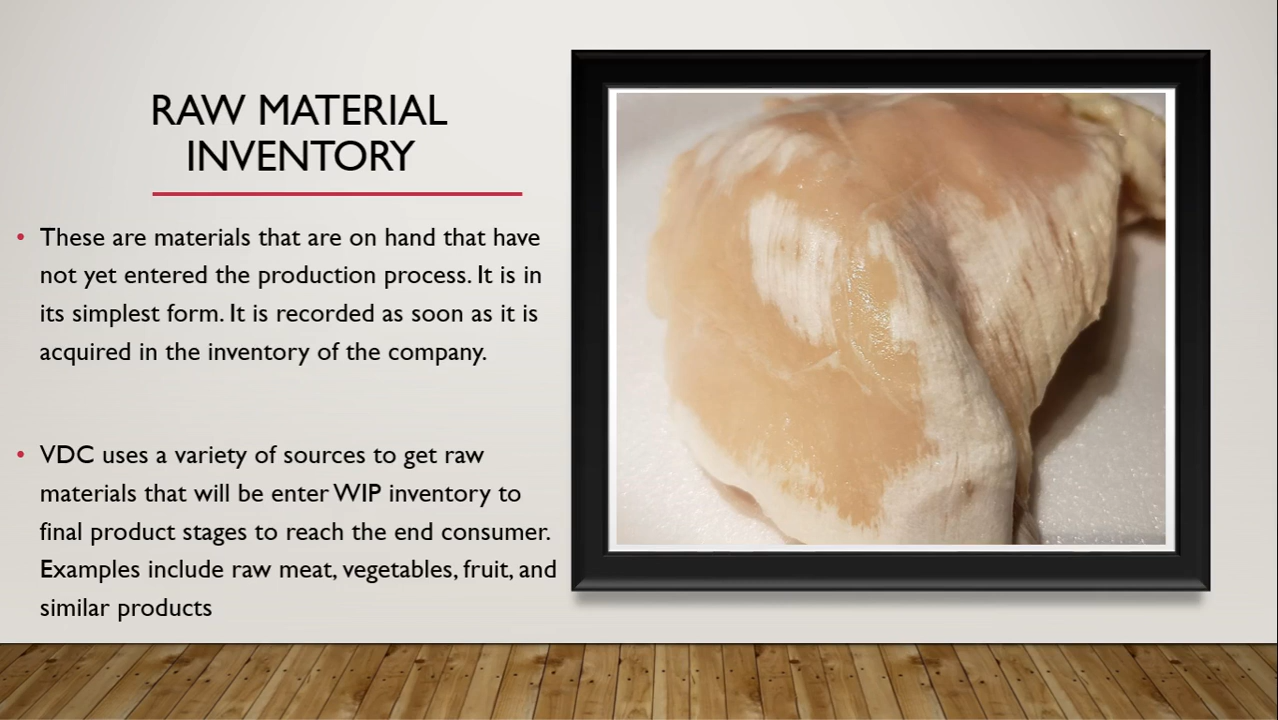 RAW MATERIAL
INVENTORY
• These are materials that are on hand that have
not yet entered the production process. It is in
its simplest form. It is recorded as soon as it is
acquired in the inventory of the company.
• VDC uses a variety of sources to get raw
materials that will be enter WIP inventory to
final product stages to reach the end consumer.
Examples include raw meat, vegetables, fruit, and
similar products